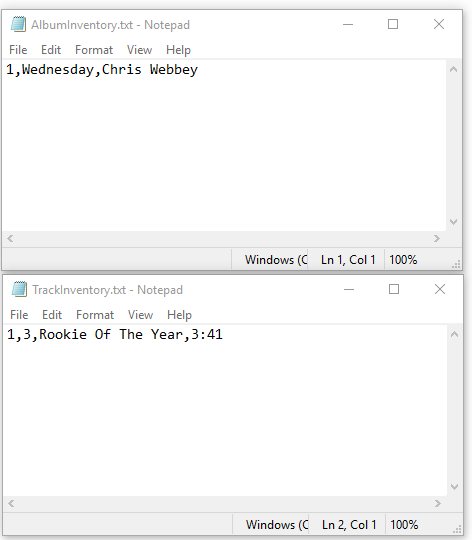 AlbumInventory.txt - Notepad
File Edit Format View Help
1,Wednesday,Chris Webbey
Windows (C Ln 1, Col 1 100%
TrackInventory.txt - Notepad
File Edit Format View Help
1,3,Rookie Of The Year,3:41
Windows (C Ln 2, Col 1 100%